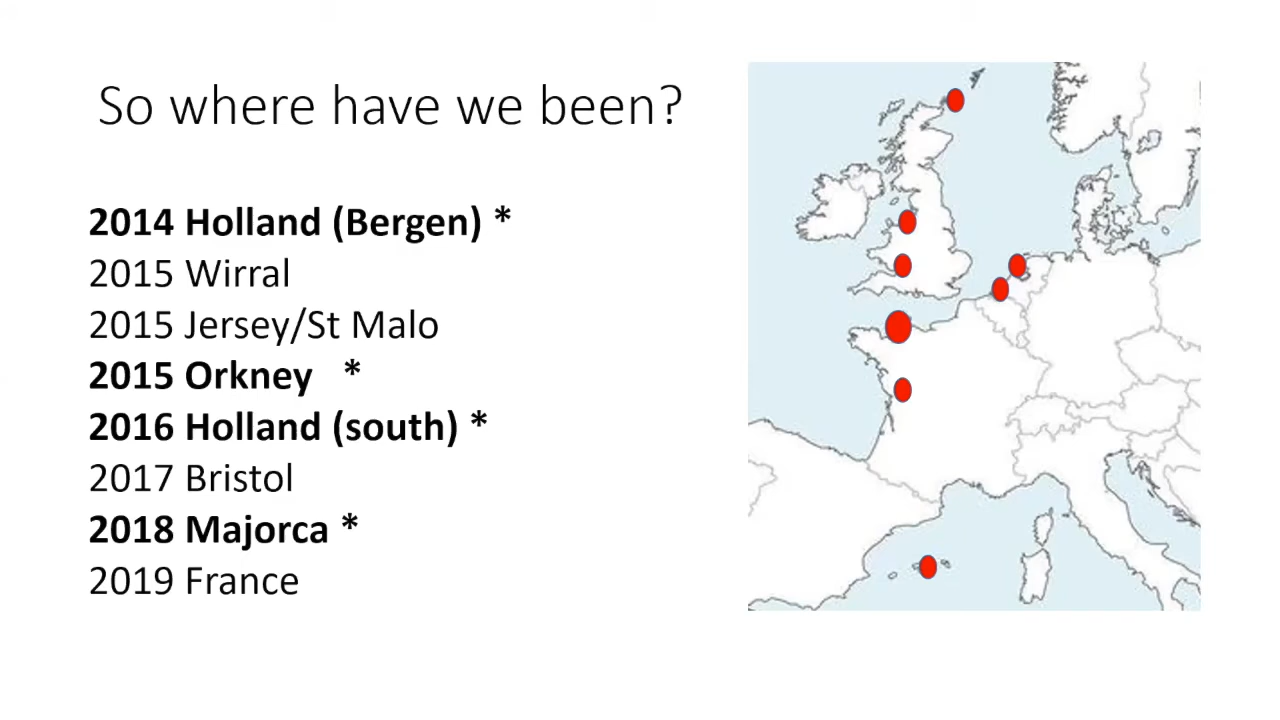 So where have we been?
2014 Holland (Bergen) *
2015 Wirral
2015 Jersey/St Malo
2015 Orkney *
2016 Holland (south) *
2017 Bristol
2018 Majorca *
2019 France